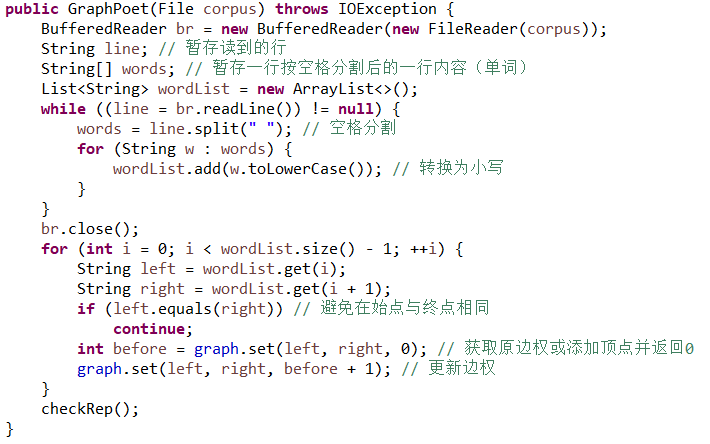 public GraphPoet(File corpus) throws IOException {
    BufferedReader br = new BufferedReader(new FileReader(corpus));
    String line; // 暂存读到的行
    String[] words; // 暂存一行按空格分割后的一行内容（单词）
    List<String> wordList = new ArrayList<>();
    while ((line = br.readLine()) != null) {
        words = line.split(" "); // 空格分割
        for (String w : words) {
            wordList.add(w.toLowerCase()); // 转换为小写
        }
    }
    br.close();
    for (int i = 0; i < wordList.size() - 1; ++i) {
        String left = wordList.get(i);
        String right = wordList.get(i + 1);
        if (left.equals(right)) // 避免在始点与终点相同
            continue;
        int before = graph.set(left, right, 0); // 获取原边权或添加顶点并返回0
        graph.set(left, right, before + 1); // 更新边权
    }
    checkRep();
}